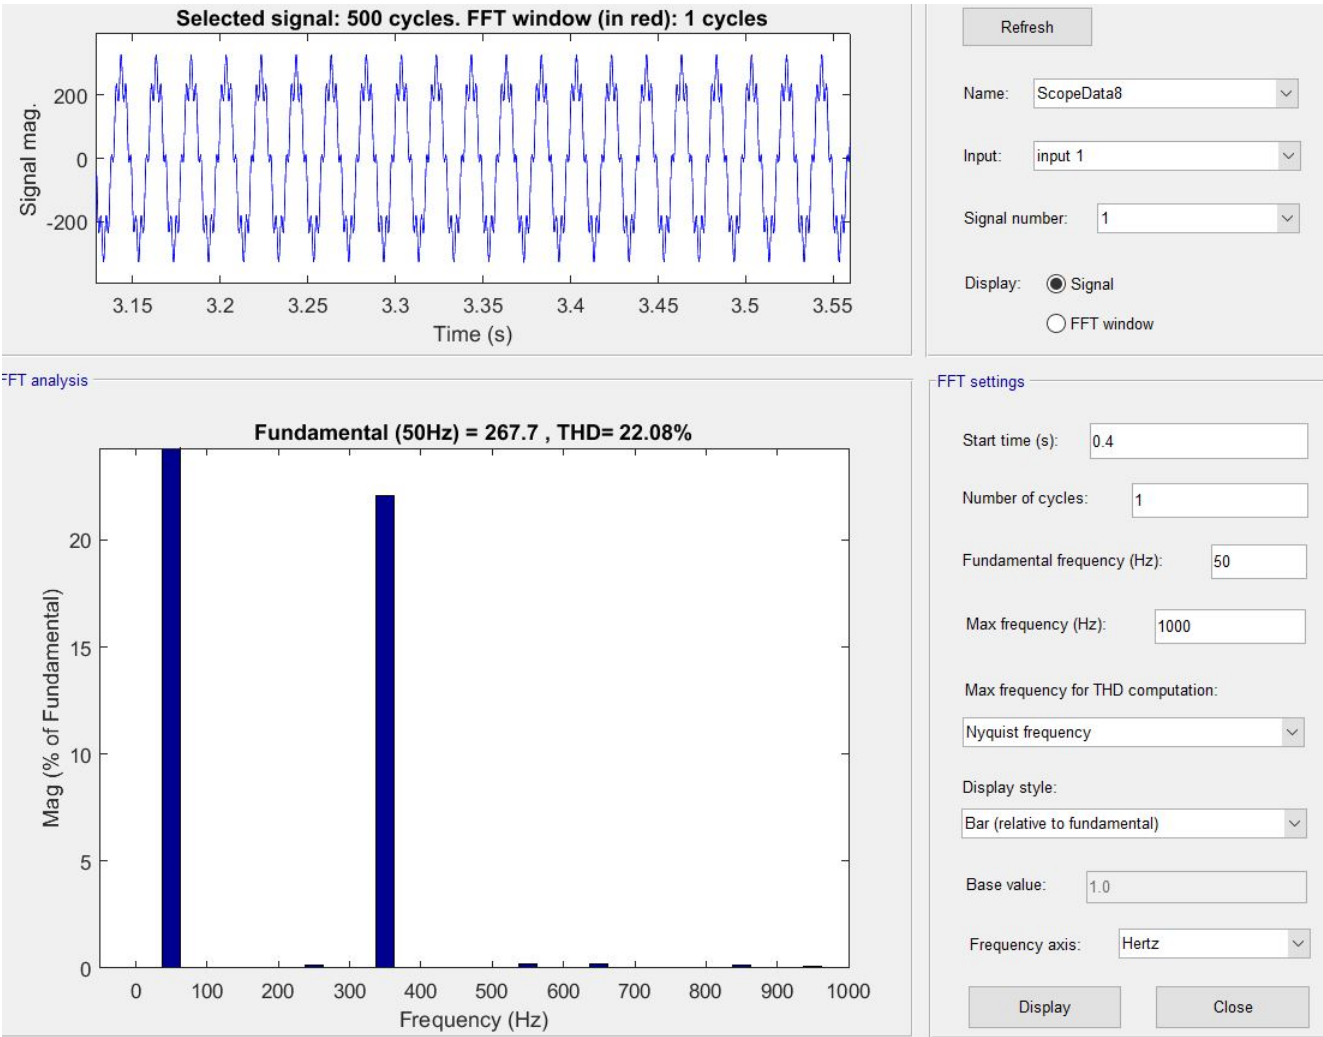 Selected signal: 500 cycles. FFT window (in red): 1 cycles
Signal mag.
200
0
-200
3.15 3.2 3.25 3.3 3.35 3.4 3.45 3.5 3.55
Time (s)
Refresh
Name: ScopeData8
Input: input 1
Signal number: 1
Display: Signal
FFT window
FFT analysis
Fundamental (50Hz) = 267.7 , THD= 22.08%
Mag (% of Fundamental)
20
15
10
5
0
0 100 200 300 400 500 600 700 800 900 1000
Frequency (Hz)
FFT settings
Start time (s): 0.4
Number of cycles: 1
Fundamental frequency (Hz): 50
Max frequency (Hz): 1000
Max frequency for THD computation:
Nyquist frequency
Display style:
Bar (relative to fundamental)
Base value: 1.0
Frequency axis: Hertz
Display Close